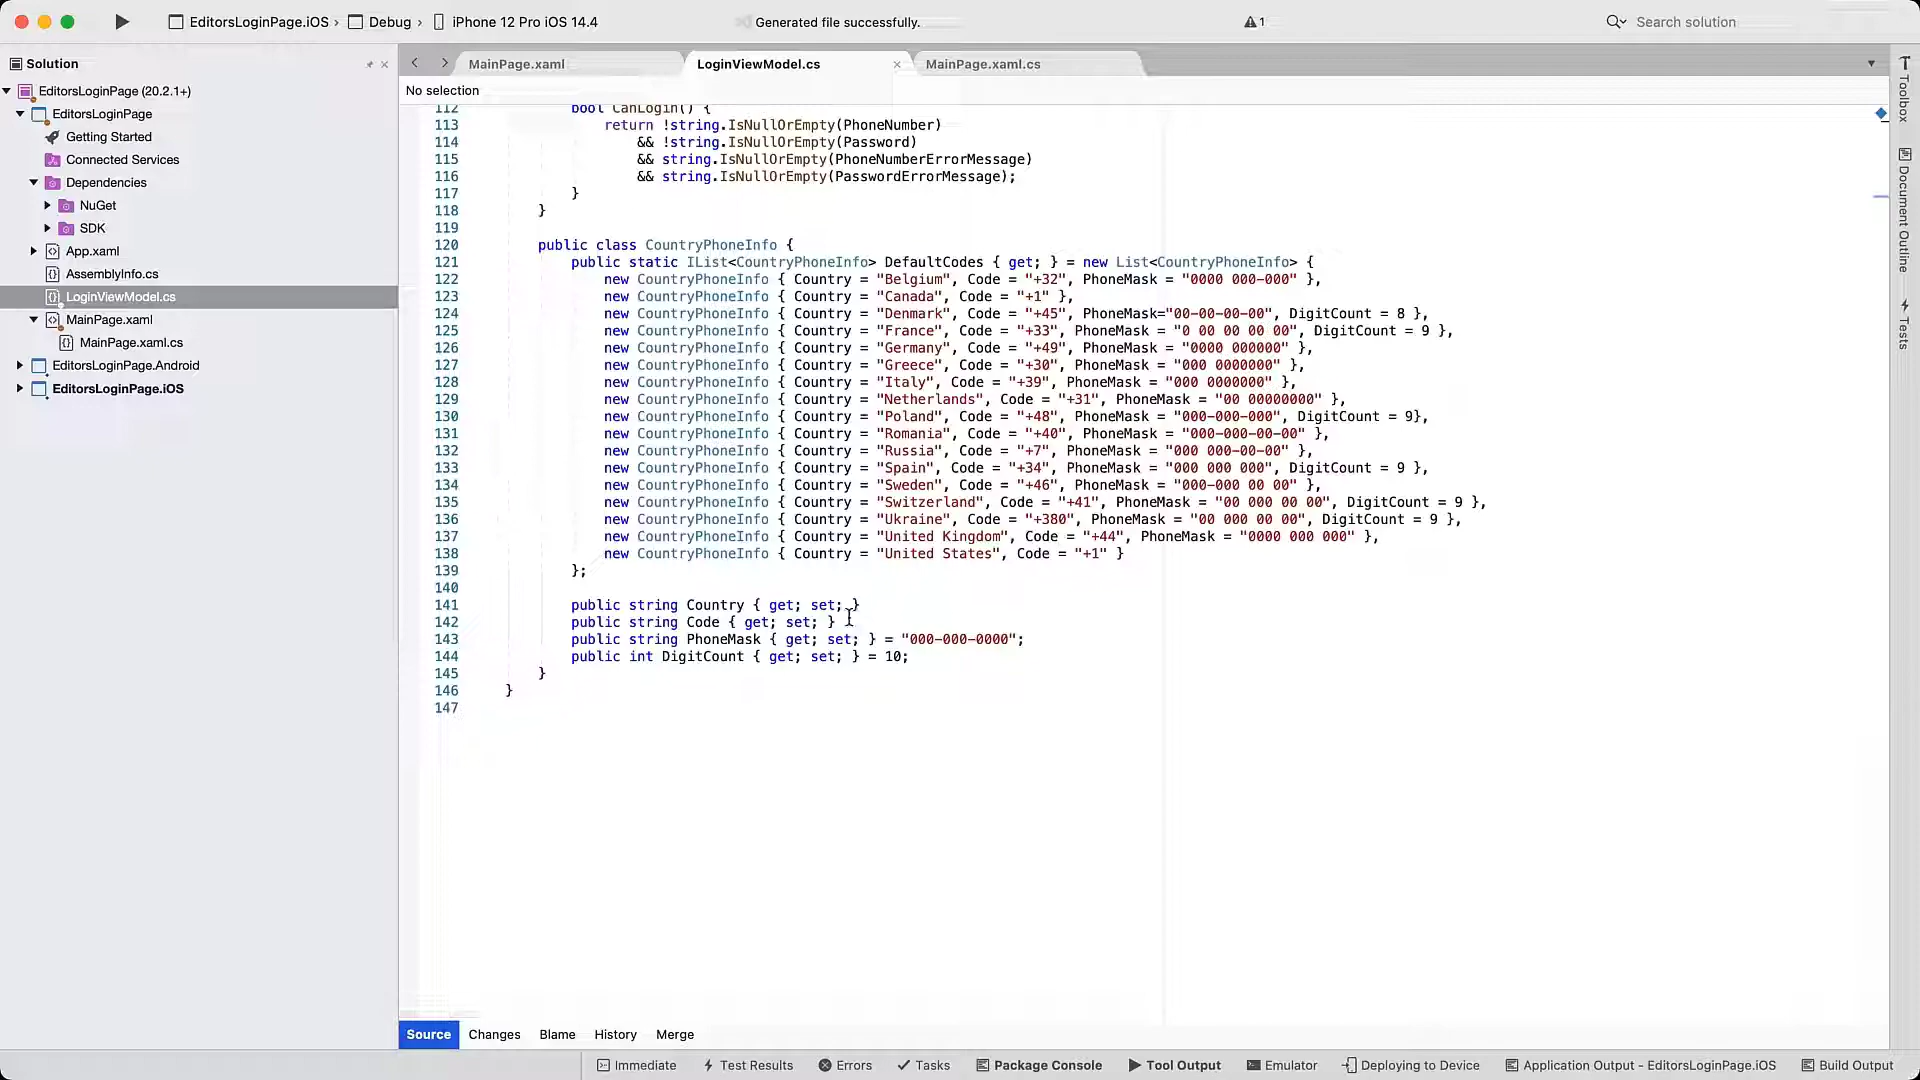 EditorsLoginPage.iOS › Debug › iPhone 12 Pro iOS 14.4
Generated file successfully.
1
Search solution
Solution
MainPage.xaml
LoginViewModel.cs
MainPage.xaml.cs
No selection
EditorsLoginPage (20.2.1+)
EditorsLoginPage
Getting Started
Connected Services
Dependencies
NuGet
SDK
App.xaml
AssemblyInfo.cs
LoginViewModel.cs
MainPage.xaml
MainPage.xaml.cs
EditorsLoginPage.Android
EditorsLoginPage.iOS
112 bool CanLogin() {
113 return !string.IsNullOrEmpty(PhoneNumber)
114 && !string.IsNullOrEmpty(Password)
115 && string.IsNullOrEmpty(PhoneNumberErrorMessage)
116 && string.IsNullOrEmpty(PasswordErrorMessage);
117 }
118 }
119
120 public class CountryPhoneInfo {
121 public static IList<CountryPhoneInfo> DefaultCodes { get; } = new List<CountryPhoneInfo> {
122 new CountryPhoneInfo { Country = "Belgium", Code = "+32", PhoneMask = "0000 000-000" },
123 new CountryPhoneInfo { Country = "Canada", Code = "+1" },
124 new CountryPhoneInfo { Country = "Denmark", Code = "+45", PhoneMask="00-00-00-00", DigitCount = 8 },
125 new CountryPhoneInfo { Country = "France", Code = "+33", PhoneMask = "0 00 00 00 00", DigitCount = 9 },
126 new CountryPhoneInfo { Country = "Germany", Code = "+49", PhoneMask = "0000 000000" },
127 new CountryPhoneInfo { Country = "Greece", Code = "+30", PhoneMask = "000 0000000" },
128 new CountryPhoneInfo { Country = "Italy", Code = "+39", PhoneMask = "000 0000000" },
129 new CountryPhoneInfo { Country = "Netherlands", Code = "+31", PhoneMask = "00 00000000" },
130 new CountryPhoneInfo { Country = "Poland", Code = "+48", PhoneMask = "000-000-000", DigitCount = 9},
131 new CountryPhoneInfo { Country = "Romania", Code = "+40", PhoneMask = "000-000-00-00" },
132 new CountryPhoneInfo { Country = "Russia", Code = "+7", PhoneMask = "000 000-00-00" },
133 new CountryPhoneInfo { Country = "Spain", Code = "+34", PhoneMask = "000 000 000", DigitCount = 9 },
134 new CountryPhoneInfo { Country = "Sweden", Code = "+46", PhoneMask = "000-000 00 00" },
135 new CountryPhoneInfo { Country = "Switzerland", Code = "+41", PhoneMask = "00 000 00 00", DigitCount = 9 },
136 new CountryPhoneInfo { Country = "Ukraine", Code = "+380", PhoneMask = "00 000 00 00", DigitCount = 9 },
137 new CountryPhoneInfo { Country = "United Kingdom", Code = "+44", PhoneMask = "0000 000 000" },
138 new CountryPhoneInfo { Country = "United States", Code = "+1" }
139 };
140
141 public string Country { get; set; }
142 public string Code { get; set; }
143 public string PhoneMask { get; set; } = "000-000-0000";
144 public int DigitCount { get; set; } = 10;
145 }
146 }
147
Toolbox
Document Outline
Tests
Source Changes Blame History Merge
Immediate Test Results Errors Tasks Package Console Tool Output Emulator Deploying to Device Application Output - EditorsLoginPage.iOS Build Output